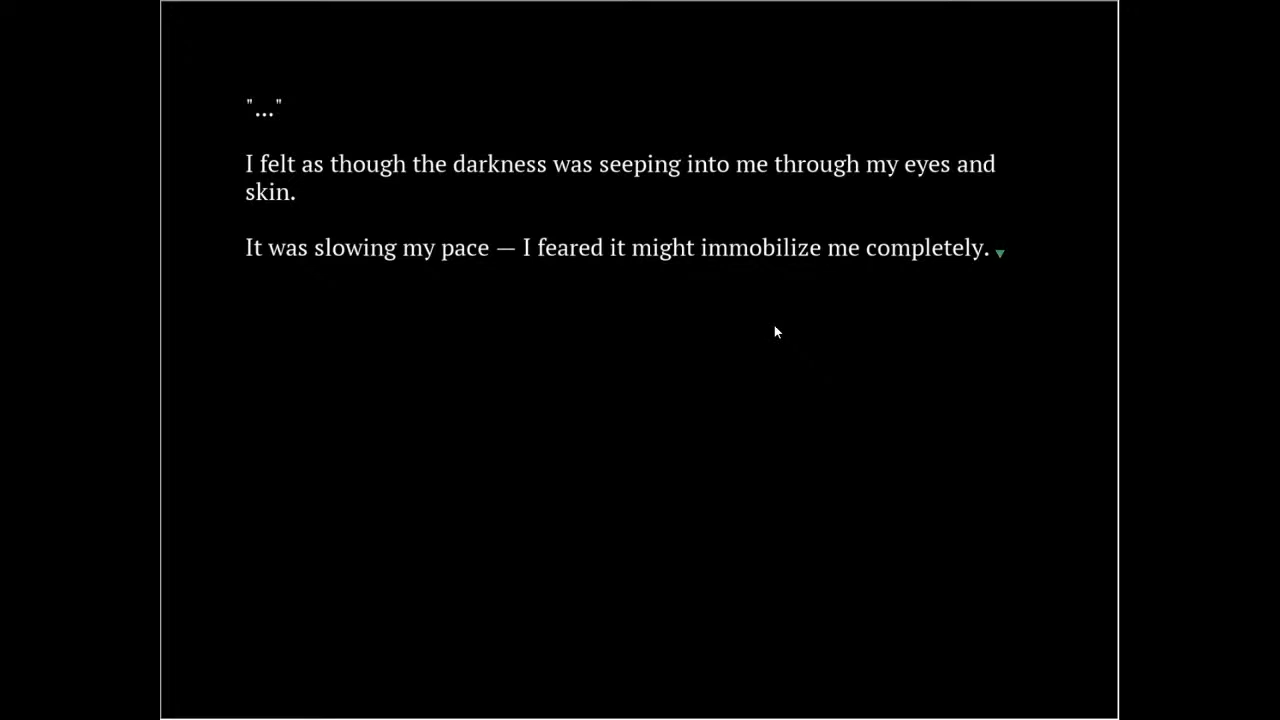 "..."
I felt as though the darkness was seeping into me through my eyes and
skin.
It was slowing my pace — I feared it might immobilize me completely.